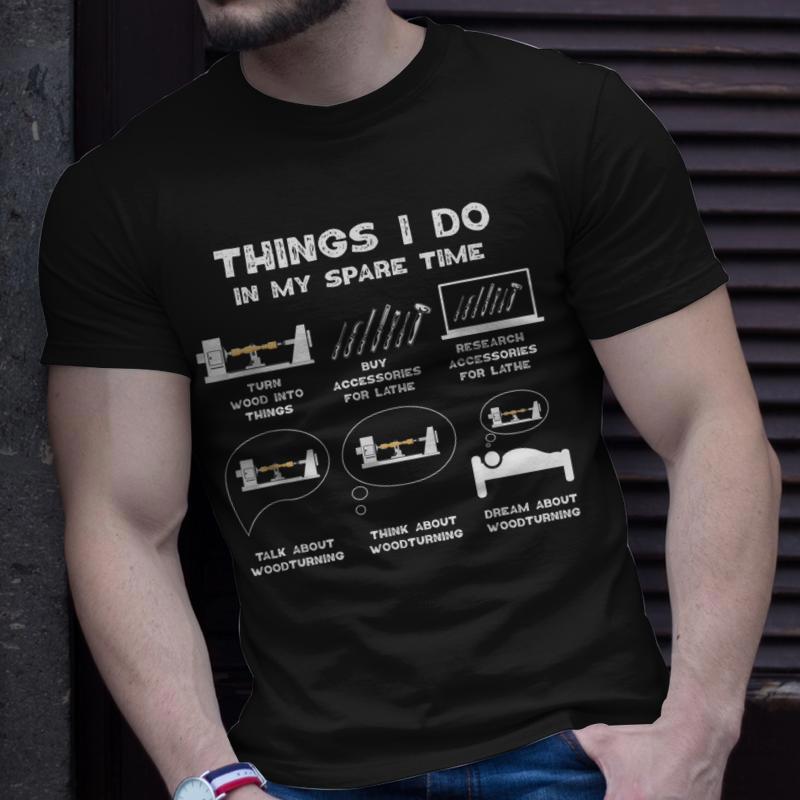 THINGS I DO
IN MY SPARE TIME
TURN
WOOD INTO
THINGS
BUY
ACCESSORIES
FOR LATHE
RESEARCH
ACCESSORIES
FOR LATHE
TALK ABOUT
WOODTURNING
THINK ABOUT
WOODTURNING
DREAM ABOUT
WOODTURNING